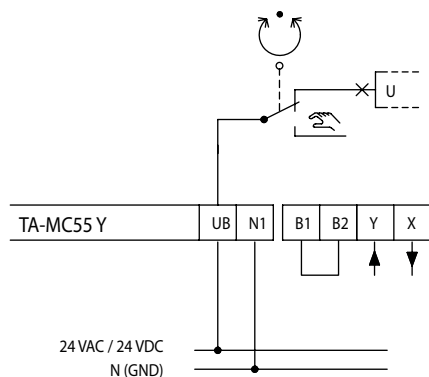 U
TA-MC55 Y UB N1 B1 B2 Y X
24 VAC / 24 VDC
N (GND)